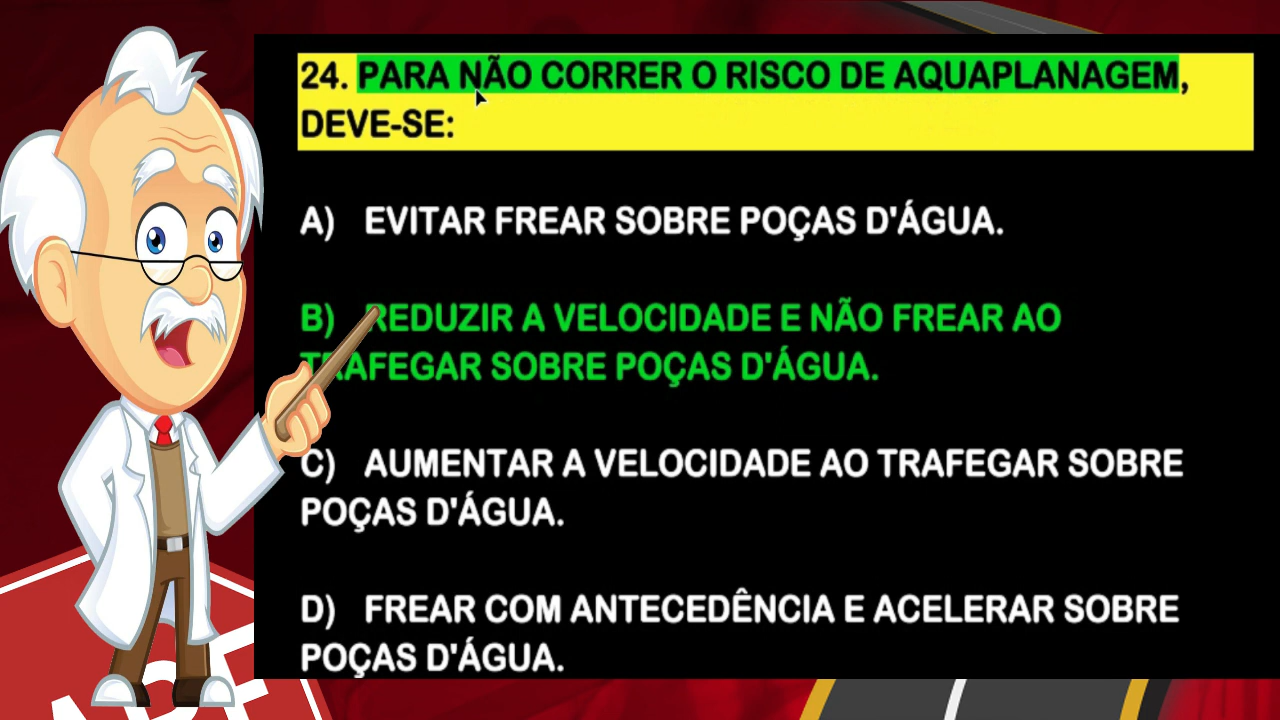 24. PARA NÃO CORRER O RISCO DE AQUAPLANAGEM,
DEVE-SE:
A) EVITAR FREAR SOBRE POÇAS D'ÁGUA.
B) REDUZIR A VELOCIDADE E NÃO FREAR AO
TRAFEGAR SOBRE POÇAS D'ÁGUA.
C) AUMENTAR A VELOCIDADE AO TRAFEGAR SOBRE
POÇAS D'ÁGUA.
D) FREAR COM ANTECEDÊNCIA E ACELERAR SOBRE
POÇAS D'ÁGUA.